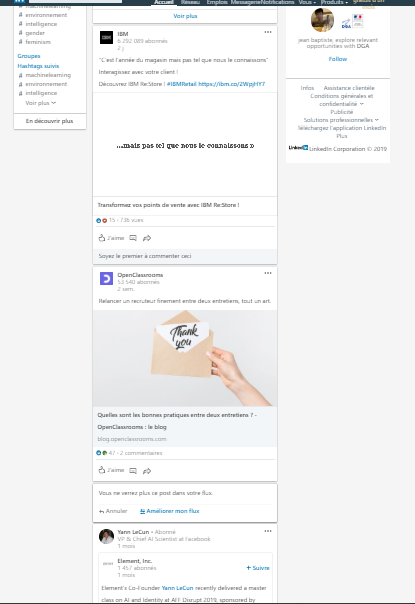 Accueil Réseau Emplois Messagerie Notifications Vous Produits
# machinelearning
# environnement
# intelligence
# gender
# feminism
Groupes
Hashtags suivis
# machinelearning
# environnement
# intelligence
Voir plus
En découvrir plus
Voir plus
IBM
6 292 089 abonnés
2 j
"C'est l'année du magasin mais pas tel que nous le connaissons"
Interagissez avec votre client !
Découvrez IBM Re:Store ! #IBMRetail https://ibm.co/2WpjHY7
...mais pas tel que nous le connaissons »
Transformez vos points de vente avec IBM Re:Store !
15 · 736 vues
J'aime
Soyez le premier à commenter ceci
OpenClassrooms
53 540 abonnés
2 sem.
Relancer un recruteur finement entre deux entretiens, tout un art.
Thank
you
Quelles sont les bonnes pratiques entre deux entretiens ? -
OpenClassrooms : le blog
blog.openclassrooms.com
47 · 2 commentaires
J'aime
Vous ne verrez plus ce post dans votre flux.
Annuler Améliorer mon flux
Yann LeCun • Abonné
VP & Chief AI Scientist at Facebook
1 mois
Element, Inc.
1 457 abonnés
1 mois
+ Suivre
Element's Co-Founder Yann LeCun recently delivered a master
class on AI and Identity at AFI Disrupt 2019, sponsored by
DGA
jean baptiste, explore relevant
opportunities with DGA
Follow
Infos Assistance clientèle
Conditions générales et
confidentialité
Publicité
Solutions professionnelles
Téléchargez l'application LinkedIn
Plus
LinkedIn LinkedIn Corporation © 2019